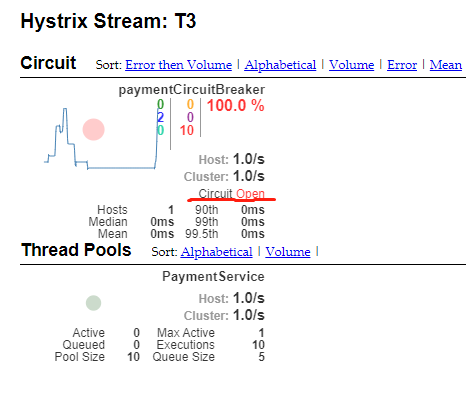 Hystrix Stream: T3
Circuit Sort: Error then Volume | Alphabetical | Volume | Error | Mean
paymentCircuitBreaker
0 0 100.0 %
2 0
0 10
Host: 1.0/s
Cluster: 1.0/s
Circuit Open
Hosts 1 90th 0ms
Median 0ms 99th 0ms
Mean 0ms 99.5th 0ms
Thread Pools Sort: Alphabetical | Volume |
PaymentService
Host: 1.0/s
Cluster: 1.0/s
Active 0 Max Active 1
Queued 0 Executions 10
Pool Size 10 Queue Size 5